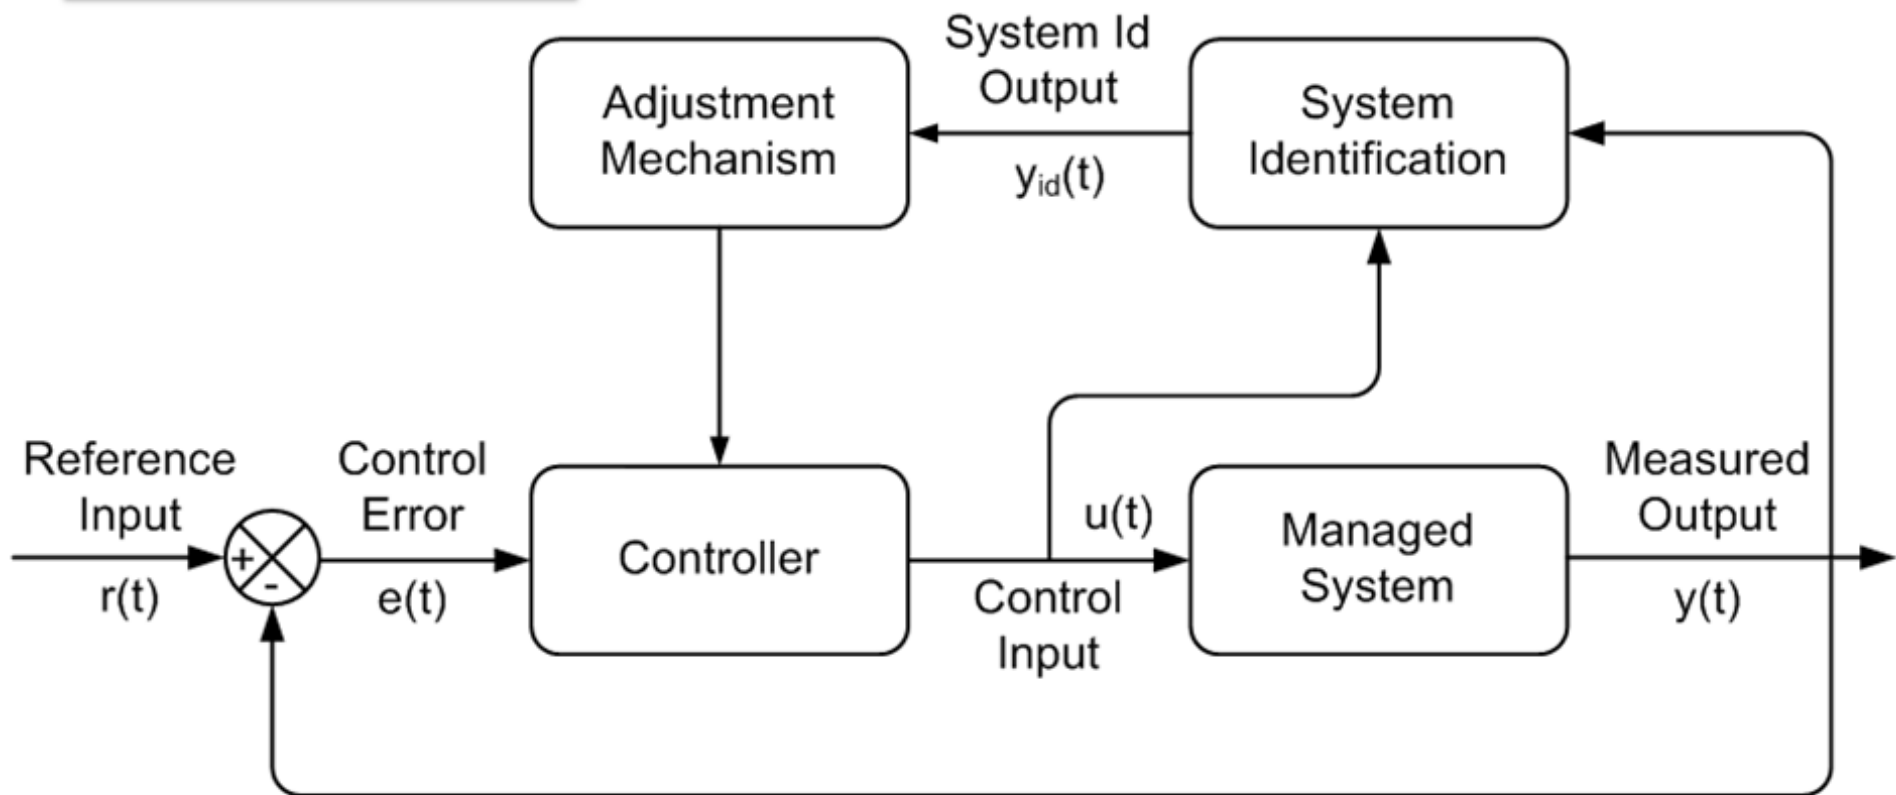 System Id
Output
Adjustment
Mechanism
System
Identification
yid(t)
Reference
Input
Control
Error
Measured
Output
u(t)
+
-
Controller
Managed
System
r(t)
e(t)
Control
Input
y(t)